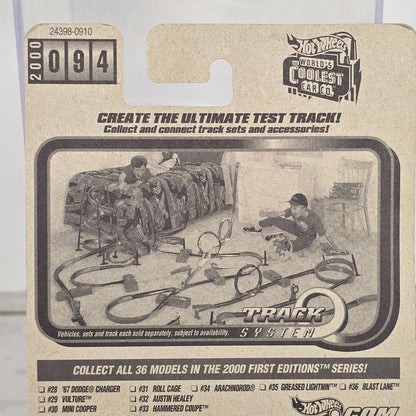 24398-0910
2000
094
Hot Wheels
WORLD'S
COOLEST
CAR CO.
CREATE THE ULTIMATE TEST TRACK!
Collect and connect track sets and accessories!
TRACK
SYSTEM
Vehicles, sets and track each sold separately, subject to availability.
COLLECT ALL 36 MODELS IN THE 2000 FIRST EDITIONS™ SERIES!
#28 '67 DODGE® CHARGER #31 ROLL CAGE #34 ARACHNOROD™ #35 GREASED LIGHTNIN'™ #36 BLAST LANE™
#29 VULTURE™ #32 AUSTIN HEALEY
#30 MINI COOPER #33 HAMMERED COUPE™
Hot Wheels
.COM